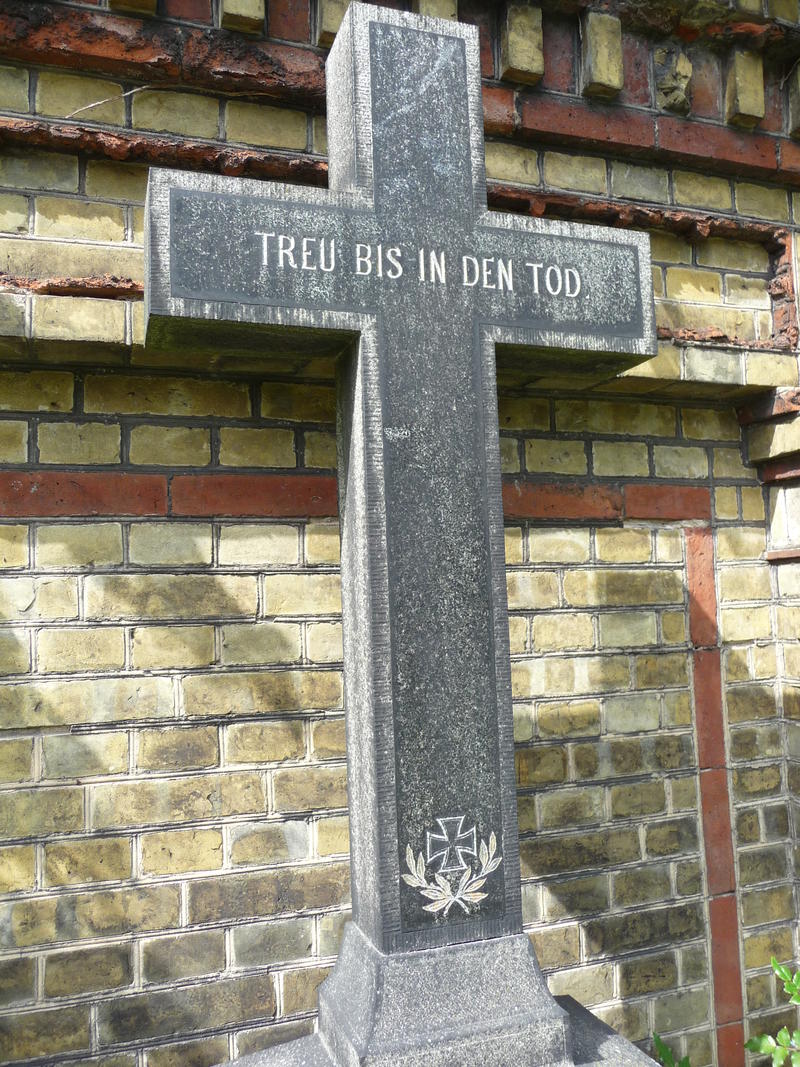 TREU BIS IN DEN TOD